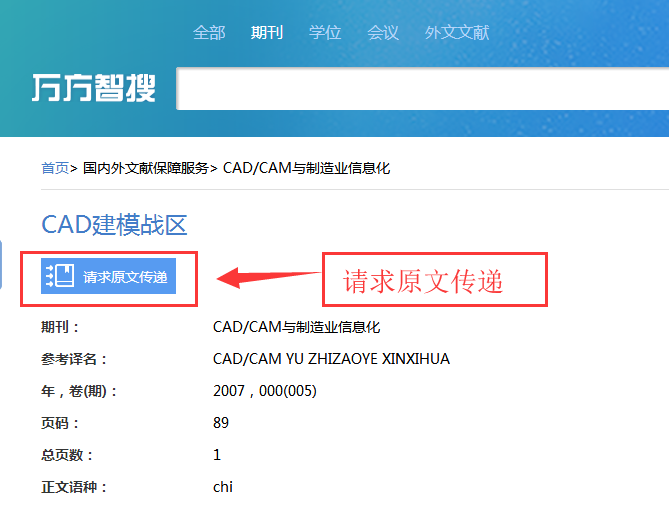 全部 期刊 学位 会议 外文文献
万方智搜
首页> 国内外文献保障服务> CAD/CAM与制造业信息化
CAD建模战区
请求原文传递
请求原文传递
期刊： CAD/CAM与制造业信息化
参考译名： CAD/CAM YU ZHIZAOYE XINXIHUA
年，卷(期)： 2007，000(005)
页码： 89
总页数： 1
正文语种： chi